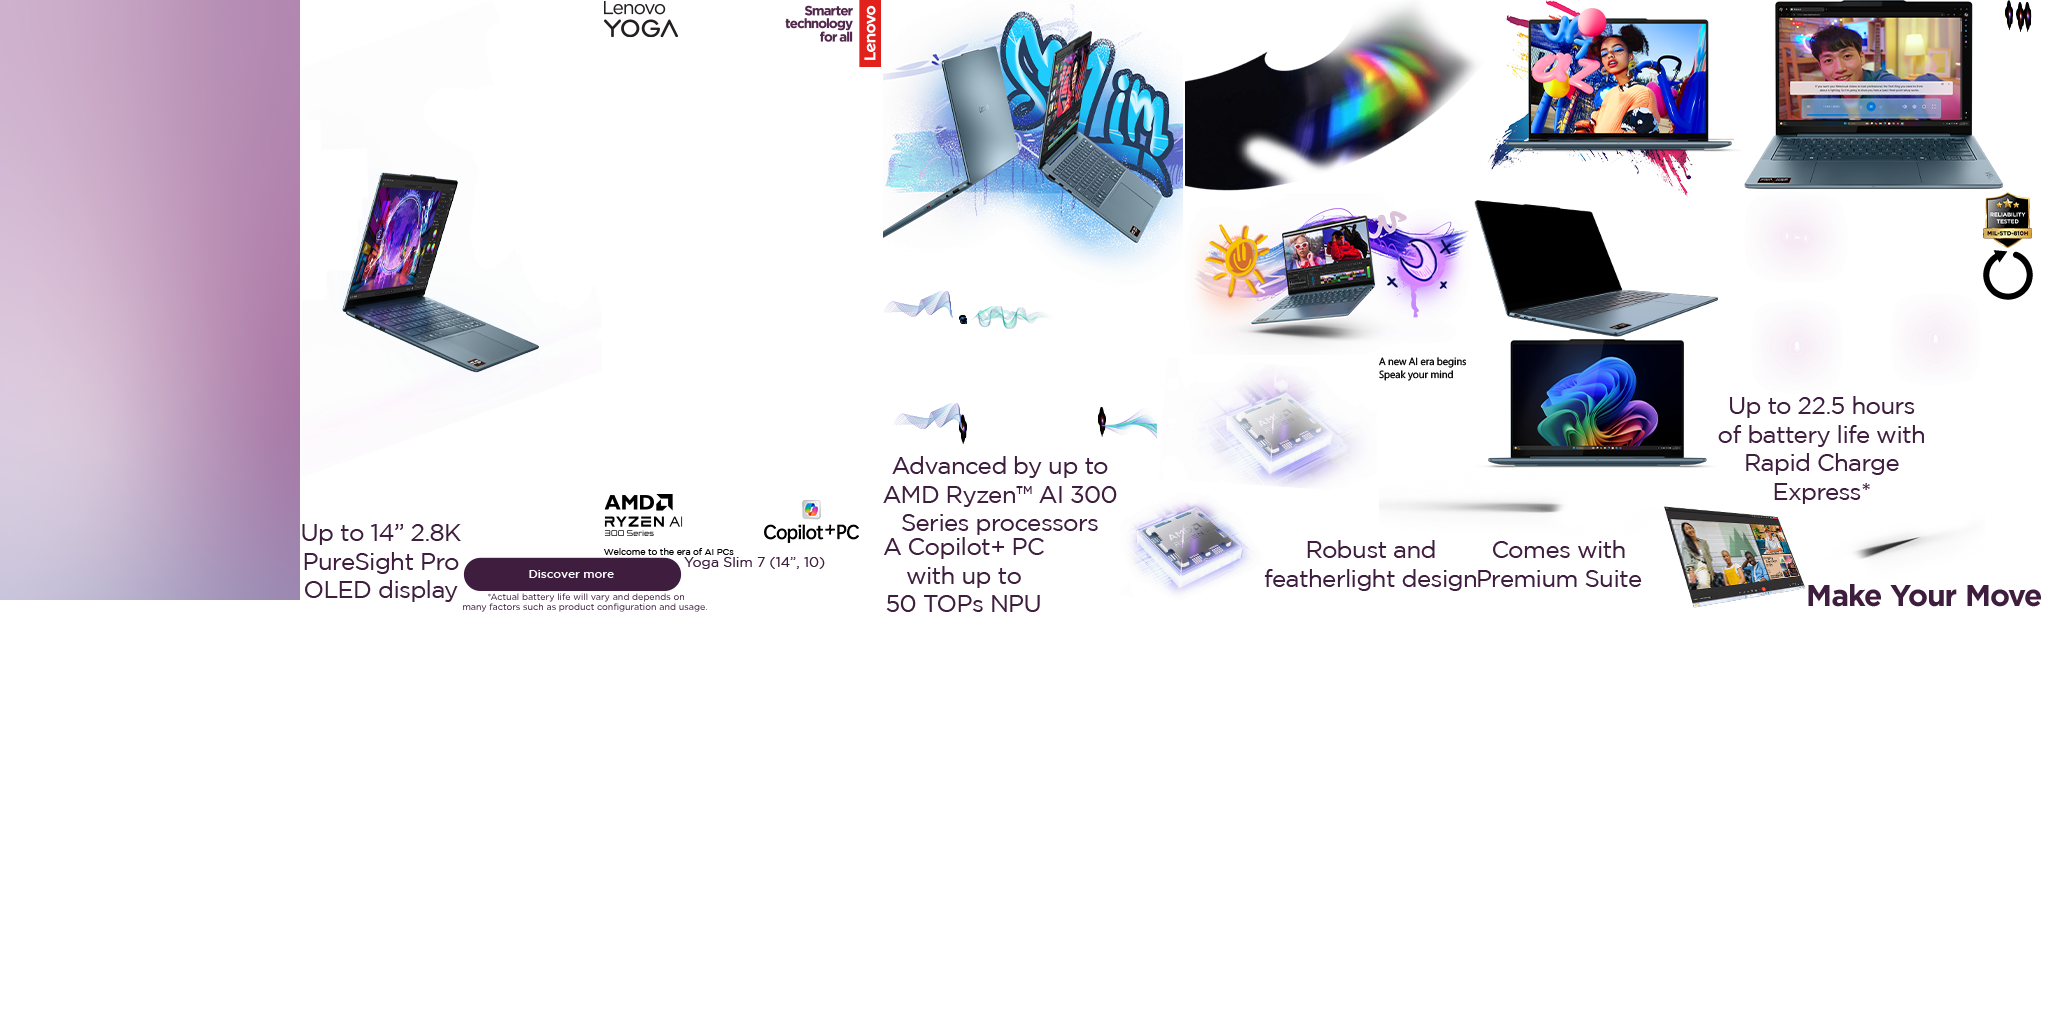 Lenovo
YOGA
Smarter
technology
for all
Lenovo
Slim
RELIABILITY
TESTED
MIL-STD-810H
A new AI era begins
Speak your mind
Up to 22.5 hours
of battery life with
Rapid Charge
Express*
Advanced by up to
AMD Ryzen™ AI 300
Series processors
A Copilot+ PC
with up to
50 TOPs NPU
AMD
RYZEN AI
300 Series
Welcome to the era of AI PCs
Copilot+PC
Up to 14” 2.8K
PureSight Pro
OLED display
Discover more
Yoga Slim 7 (14”, 10)
*Actual battery life will vary and depends on
many factors such as product configuration and usage.
Robust and
featherlight design
Comes with
Premium Suite
Make Your Move